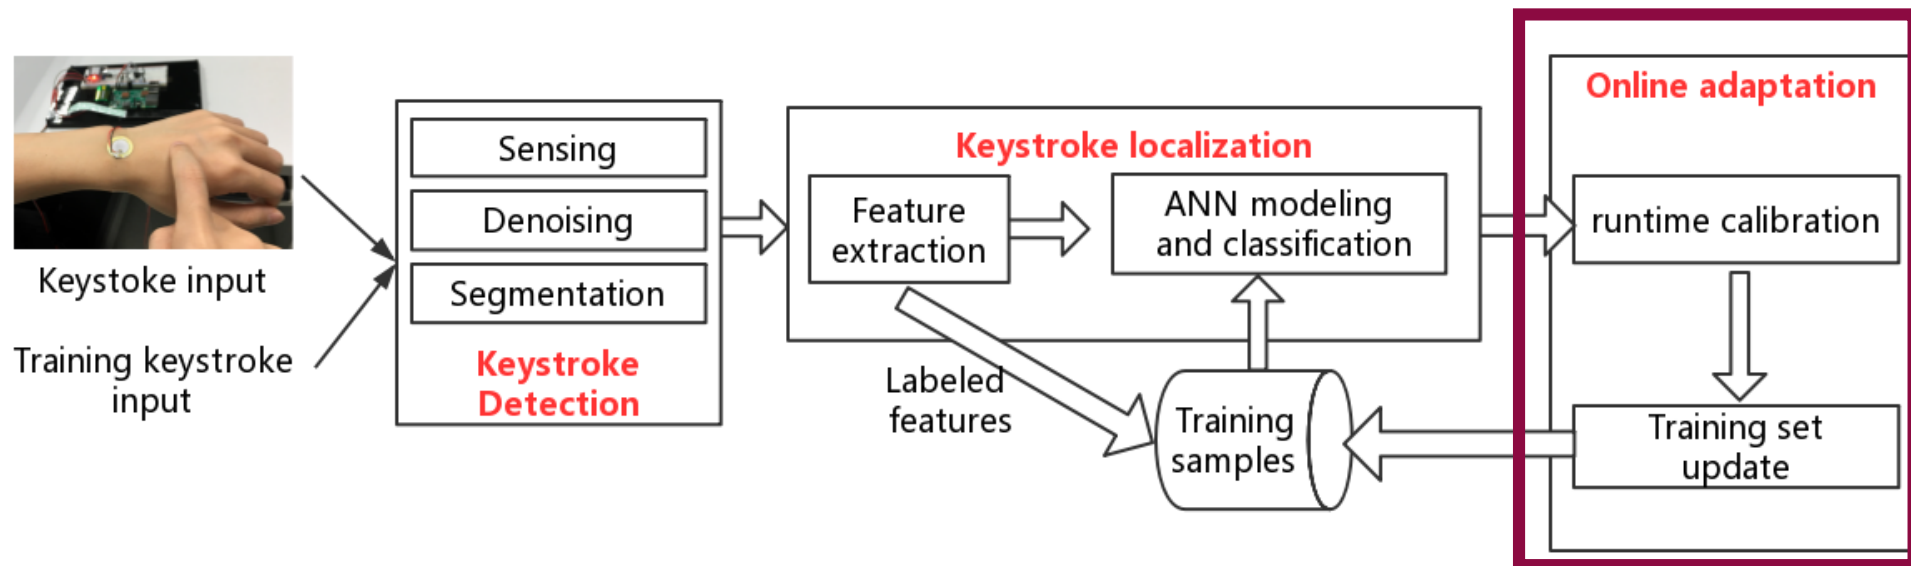 Keystoke input
Training keystroke
input
Sensing
Denoising
Segmentation
Keystroke
Detection
Keystroke localization
Feature
extraction
ANN modeling
and classification
Labeled
features
Training
samples
Online adaptation
runtime calibration
Training set
update